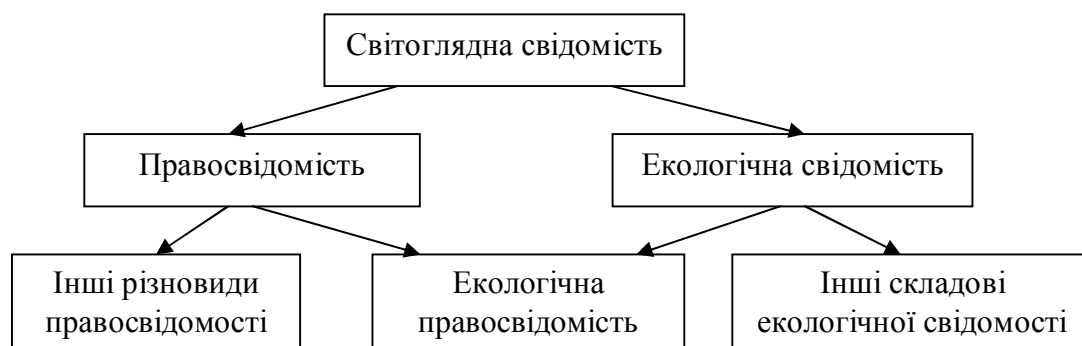 Світоглядна свідомість
Правосвідомість
Екологічна свідомість
Інші різновиди
правосвідомості
Екологічна
правосвідомість
Інші складові
екологічної свідомості